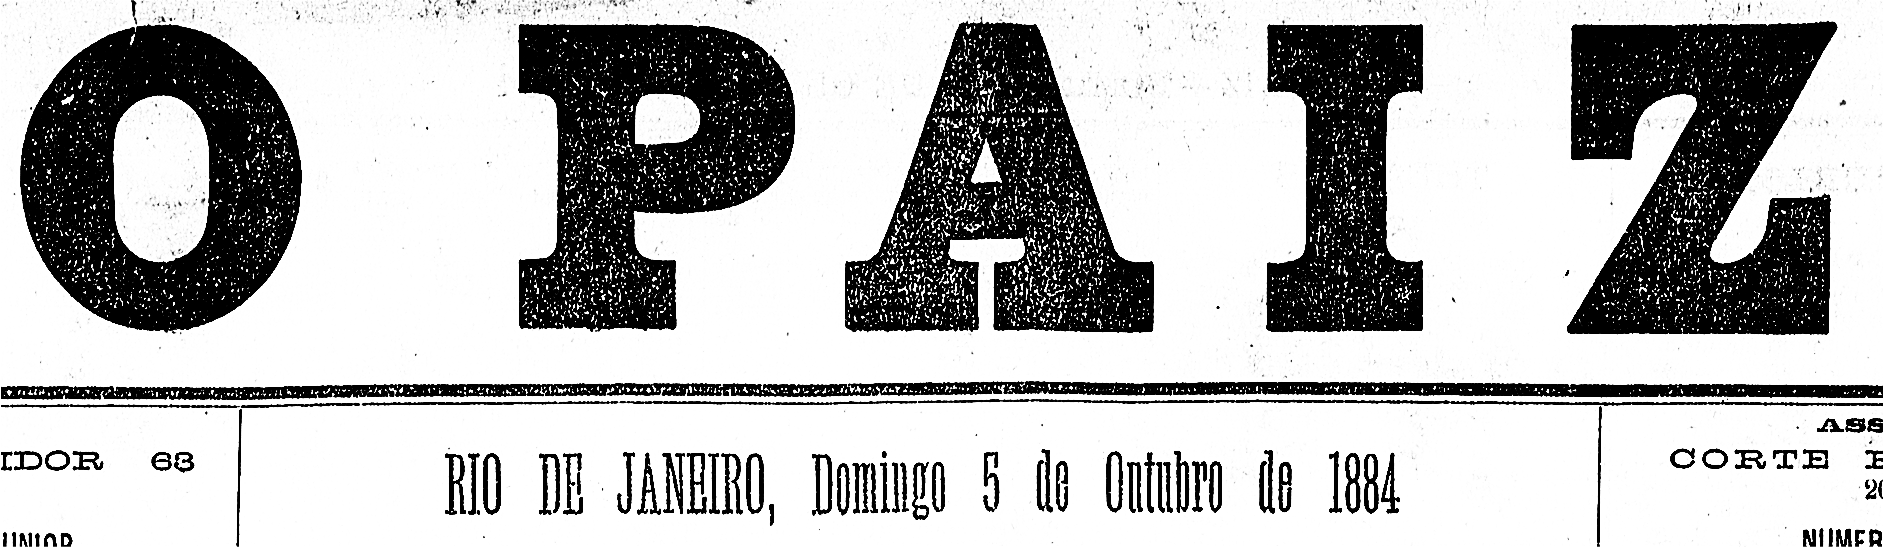 O PAIZ
IDOR 63
UNIOR
RIO DE JANEIRO, Domingo 5 de Outubro de 1884
ASS
CORTE E
20
NUMER